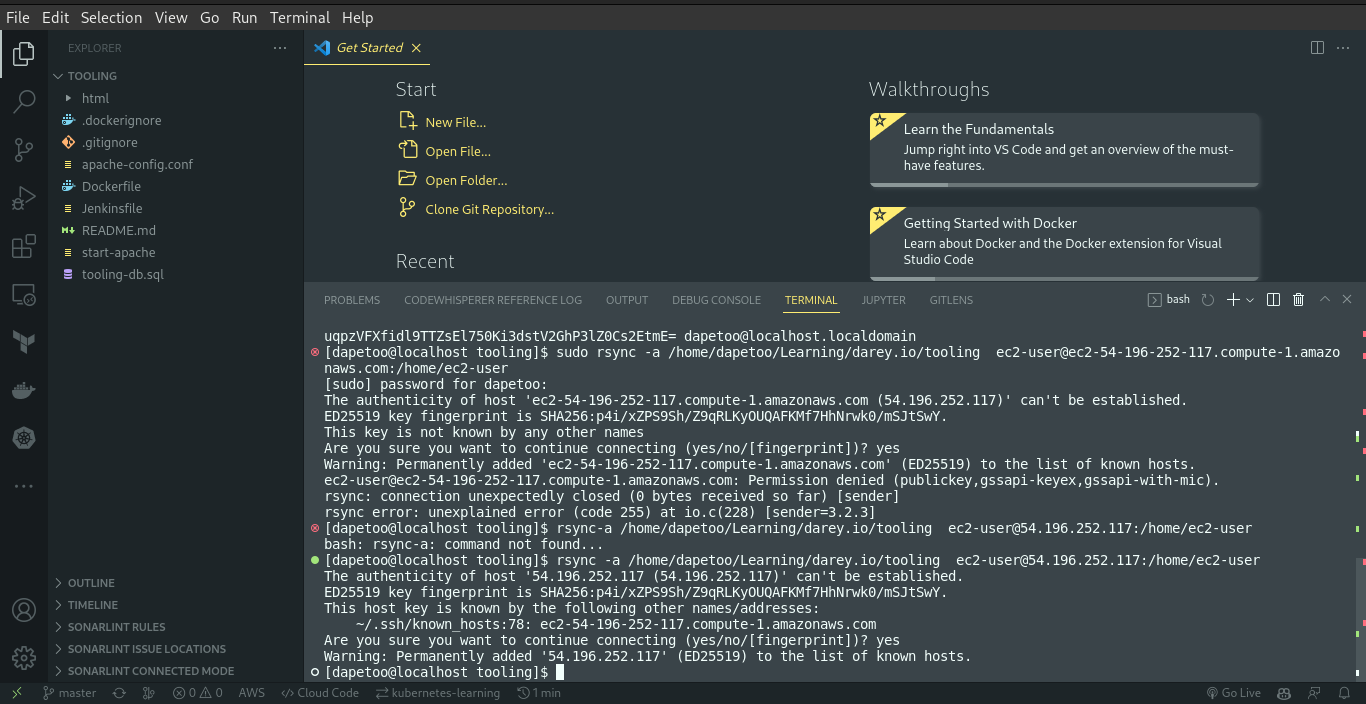 File Edit Selection View Go Run Terminal Help
EXPLORER
TOOLING
html
.dockerignore
.gitignore
apache-config.conf
Dockerfile
Jenkinsfile
README.md
start-apache
tooling-db.sql
OUTLINE
TIMELINE
SONARLINT RULES
SONARLINT ISSUE LOCATIONS
SONARLINT CONNECTED MODE
Get Started
Start
New File...
Open File...
Open Folder...
Clone Git Repository...
Recent
Walkthroughs
Learn the Fundamentals
Jump right into VS Code and get an overview of the must-
have features.
Getting Started with Docker
Learn about Docker and the Docker extension for Visual
Studio Code
PROBLEMS CODEWHISPERER REFERENCE LOG OUTPUT DEBUG CONSOLE TERMINAL JUPYTER GITLENS bash
uqpzVFXfidl9TTZsEl750Ki3dstV2GhP3lZ0Cs2EtmE= dapetoo@localhost.localdomain
[dapetoo@localhost tooling]$ sudo rsync -a /home/dapetoo/Learning/darey.io/tooling  ec2-user@ec2-54-196-252-117.compute-1.amazo
naws.com:/home/ec2-user
[sudo] password for dapetoo:
The authenticity of host 'ec2-54-196-252-117.compute-1.amazonaws.com (54.196.252.117)' can't be established.
ED25519 key fingerprint is SHA256:p4i/xZPS9Sh/Z9qRLKyOUQAFKMf7HhNrwk0/mSJtSwY.
This key is not known by any other names
Are you sure you want to continue connecting (yes/no/[fingerprint])? yes
Warning: Permanently added 'ec2-54-196-252-117.compute-1.amazonaws.com' (ED25519) to the list of known hosts.
ec2-user@ec2-54-196-252-117.compute-1.amazonaws.com: Permission denied (publickey,gssapi-keyex,gssapi-with-mic).
rsync: connection unexpectedly closed (0 bytes received so far) [sender]
rsync error: unexplained error (code 255) at io.c(228) [sender=3.2.3]
[dapetoo@localhost tooling]$ rsync-a /home/dapetoo/Learning/darey.io/tooling  ec2-user@54.196.252.117:/home/ec2-user
bash: rsync-a: command not found...
[dapetoo@localhost tooling]$ rsync -a /home/dapetoo/Learning/darey.io/tooling  ec2-user@54.196.252.117:/home/ec2-user
The authenticity of host '54.196.252.117 (54.196.252.117)' can't be established.
ED25519 key fingerprint is SHA256:p4i/xZPS9Sh/Z9qRLKyOUQAFKMf7HhNrwk0/mSJtSwY.
This host key is known by the following other names/addresses:
    ~/.ssh/known_hosts:78: ec2-54-196-252-117.compute-1.amazonaws.com
Are you sure you want to continue connecting (yes/no/[fingerprint])? yes
Warning: Permanently added '54.196.252.117' (ED25519) to the list of known hosts.
[dapetoo@localhost tooling]$
master 0 0 AWS Cloud Code kubernetes-learning 1 min Go Live